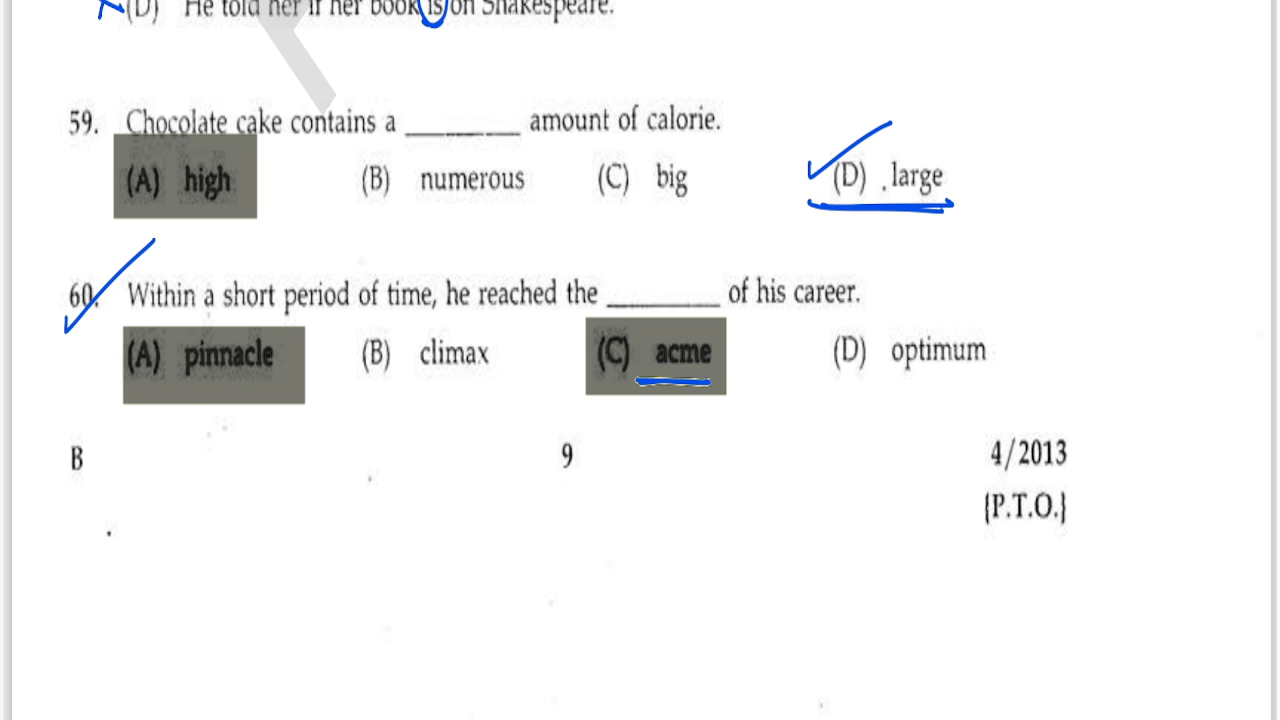 (D) He told her if her book is on Shakespeare.
59. Chocolate cake contains a ________ amount of calorie.
(A) high (B) numerous (C) big (D) . large
60. Within a short period of time, he reached the ________ of his career.
(A) pinnacle (B) climax (C) acme (D) optimum
B 9 4/2013
{P.T.O.}